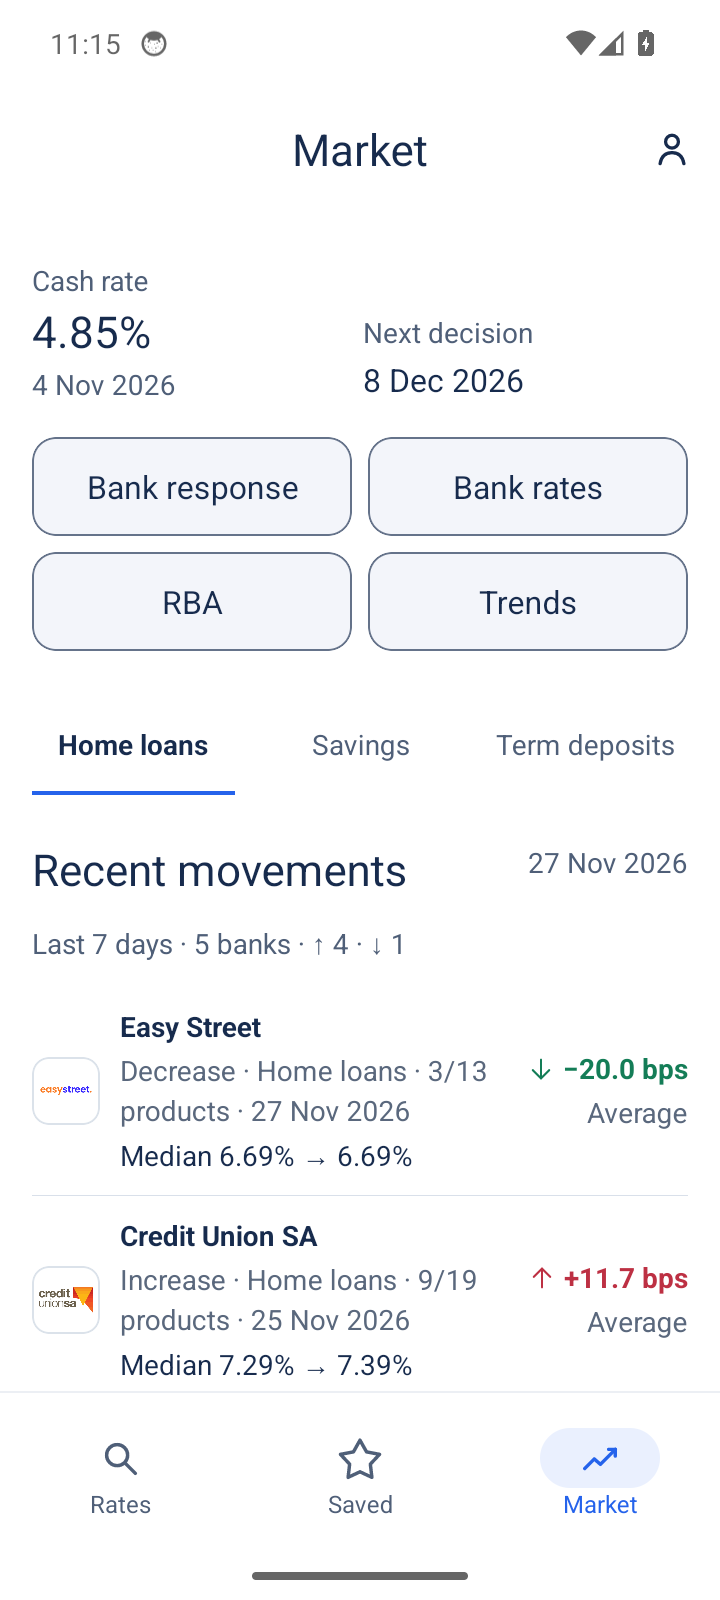 11:15
Market
Cash rate
4.85%
4 Nov 2026
Next decision
8 Dec 2026
Bank response
Bank rates
RBA
Trends
Home loans
Savings
Term deposits
Recent movements
27 Nov 2026
Last 7 days · 5 banks · ↑ 4 · ↓ 1
easystreet.
Easy Street
Decrease · Home loans · 3/13
products · 27 Nov 2026
Median 6.69% → 6.69%
↓ −20.0 bps
Average
credit
unionsa
Credit Union SA
Increase · Home loans · 9/19
products · 25 Nov 2026
Median 7.29% → 7.39%
↑ +11.7 bps
Average
Rates
Saved
Market